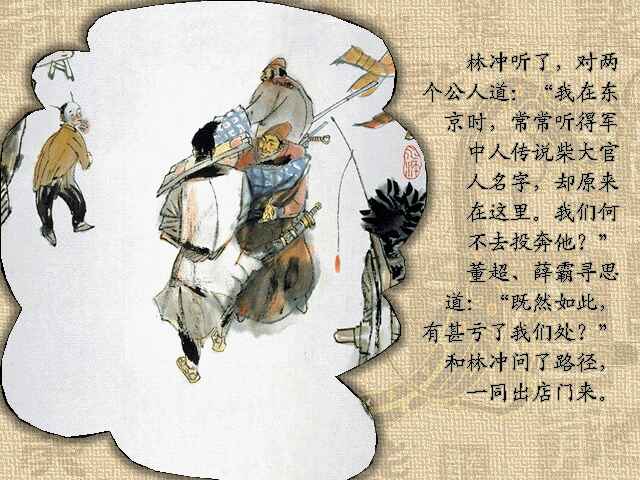 林冲听了，对两
个公人道：“我在东
京时，常常听得军
中人传说柴大官
人名字，却原来
在这里。我们何
不去投奔他？”
董超、薛霸寻思
道：“既然如此，
有甚亏了我们处？”
和林冲问了路径，
一同出店门来。